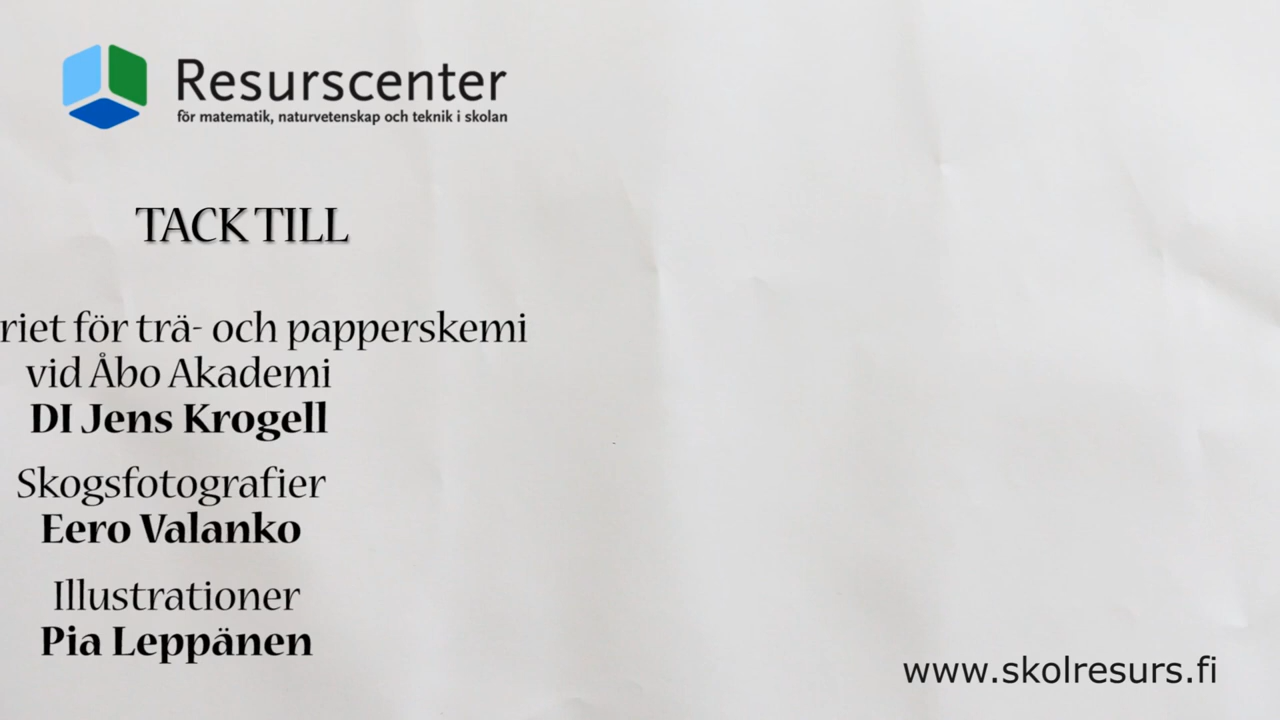 Resurscenter
för matematik, naturvetenskap och teknik i skolan
TACK TILL
riet för trä- och papperskemi
vid Åbo Akademi
DI Jens Krogell
Skogsfotografier
Eero Valanko
Illustrationer
Pia Leppänen
www.skolresurs.fi